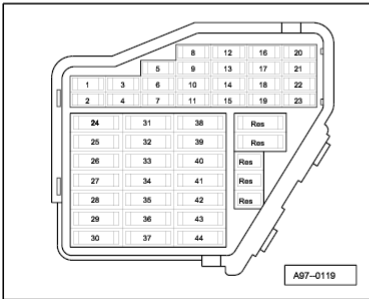 8 12 16 20
5 9 13 17 21
1 3 6 10 14 18 22
2 4 7 11 15 19 23
24 31 38 Res
25 32 39 Res
26 33 40 Res
27 34 41 Res
28 35 42 Res
29 36 43
30 37 44
A97-0119